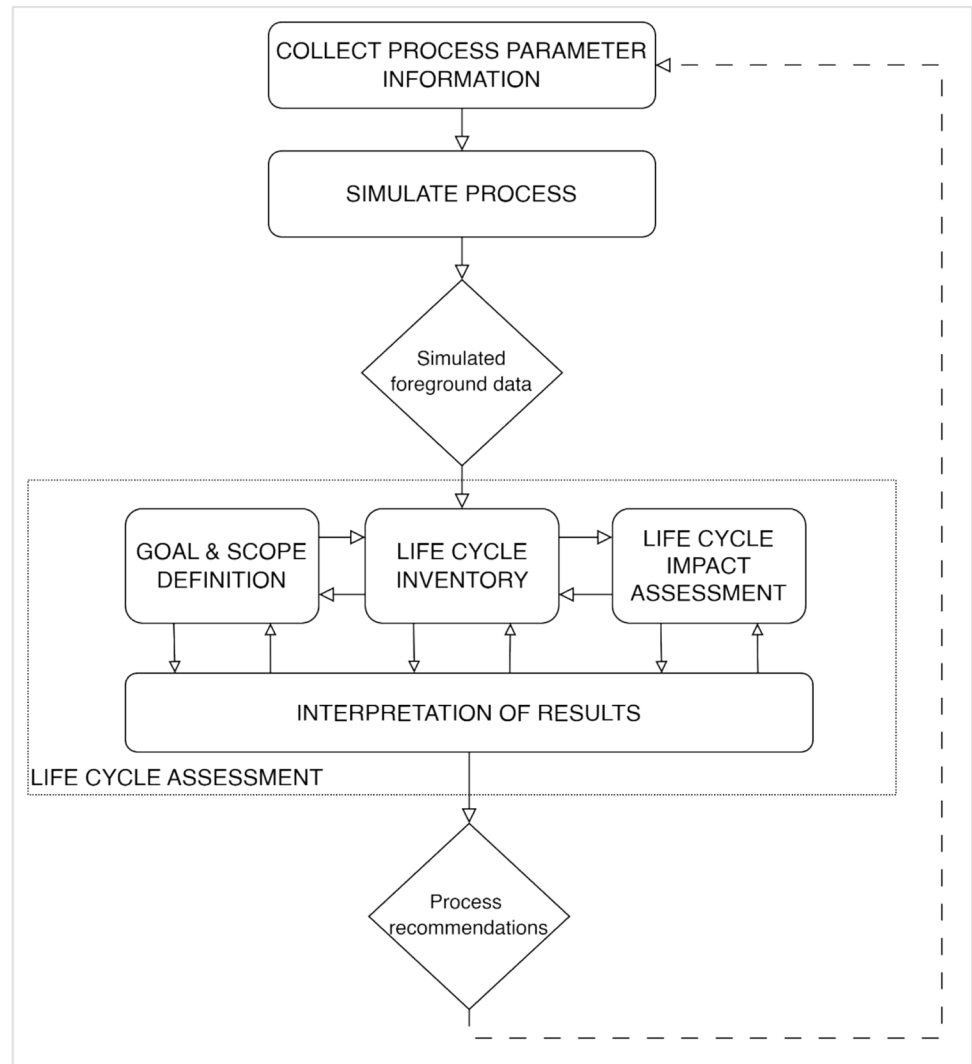 COLLECT PROCESS PARAMETER
INFORMATION
SIMULATE PROCESS
Simulated
foreground data
GOAL & SCOPE
DEFINITION
LIFE CYCLE
INVENTORY
LIFE CYCLE
IMPACT
ASSESSMENT
INTERPRETATION OF RESULTS
LIFE CYCLE ASSESSMENT
Process
recommendations